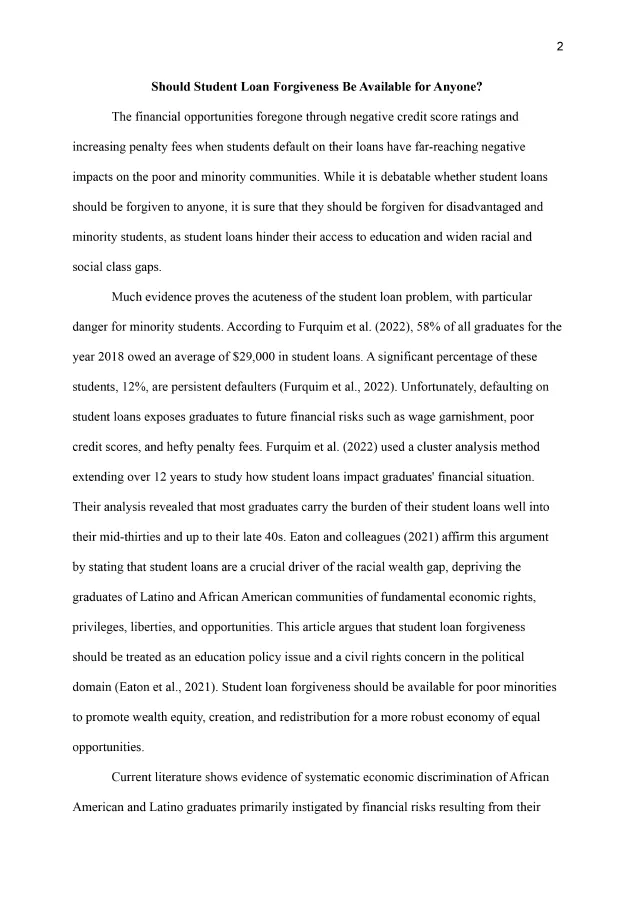 2
Should Student Loan Forgiveness Be Available for Anyone?
The financial opportunities foregone through negative credit score ratings and
increasing penalty fees when students default on their loans have far-reaching negative
impacts on the poor and minority communities. While it is debatable whether student loans
should be forgiven to anyone, it is sure that they should be forgiven for disadvantaged and
minority students, as student loans hinder their access to education and widen racial and
social class gaps.
Much evidence proves the acuteness of the student loan problem, with particular
danger for minority students. According to Furquim et al. (2022), 58% of all graduates for the
year 2018 owed an average of $29,000 in student loans. A significant percentage of these
students, 12%, are persistent defaulters (Furquim et al., 2022). Unfortunately, defaulting on
student loans exposes graduates to future financial risks such as wage garnishment, poor
credit scores, and hefty penalty fees. Furquim et al. (2022) used a cluster analysis method
extending over 12 years to study how student loans impact graduates' financial situation.
Their analysis revealed that most graduates carry the burden of their student loans well into
their mid-thirties and up to their late 40s. Eaton and colleagues (2021) affirm this argument
by stating that student loans are a crucial driver of the racial wealth gap, depriving the
graduates of Latino and African American communities of fundamental economic rights,
privileges, liberties, and opportunities. This article argues that student loan forgiveness
should be treated as an education policy issue and a civil rights concern in the political
domain (Eaton et al., 2021). Student loan forgiveness should be available for poor minorities
to promote wealth equity, creation, and redistribution for a more robust economy of equal
opportunities.
Current literature shows evidence of systematic economic discrimination of African
American and Latino graduates primarily instigated by financial risks resulting from their